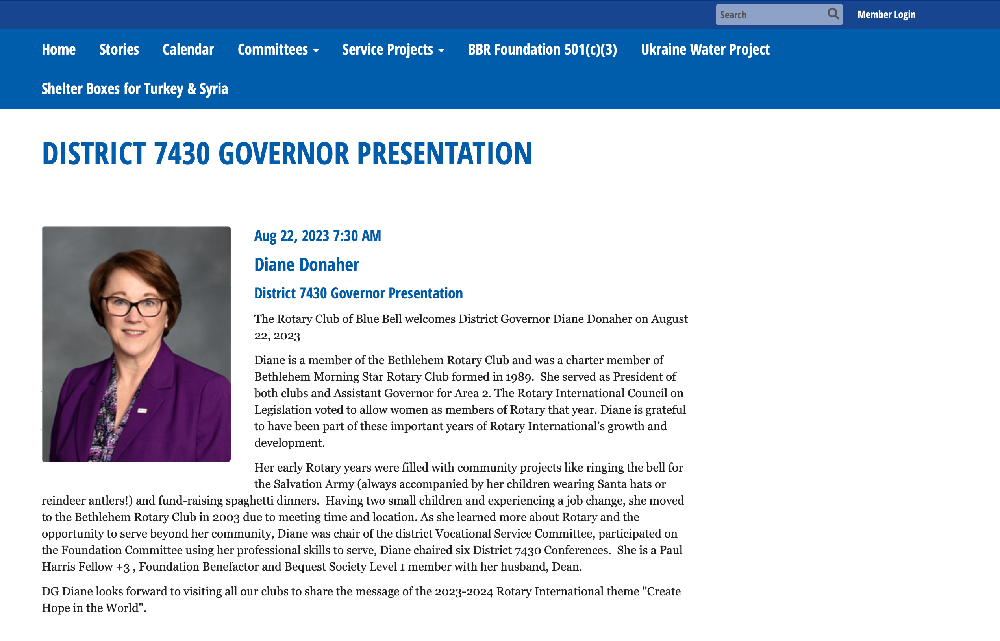 Search
Member Login
Home Stories Calendar Committees Service Projects BBR Foundation 501(c)(3) Ukraine Water Project
Shelter Boxes for Turkey & Syria
DISTRICT 7430 GOVERNOR PRESENTATION
Aug 22, 2023 7:30 AM
Diane Donaher
District 7430 Governor Presentation
The Rotary Club of Blue Bell welcomes District Governor Diane Donaher on August
22, 2023
Diane is a member of the Bethlehem Rotary Club and was a charter member of
Bethlehem Morning Star Rotary Club formed in 1989.  She served as President of
both clubs and Assistant Governor for Area 2. The Rotary International Council on
Legislation voted to allow women as members of Rotary that year. Diane is grateful
to have been part of these important years of Rotary International’s growth and
development.
Her early Rotary years were filled with community projects like ringing the bell for
the Salvation Army (always accompanied by her children wearing Santa hats or
reindeer antlers!) and fund-raising spaghetti dinners.  Having two small children and experiencing a job change, she moved
to the Bethlehem Rotary Club in 2003 due to meeting time and location. As she learned more about Rotary and the
opportunity to serve beyond her community, Diane was chair of the district Vocational Service Committee, participated on
the Foundation Committee using her professional skills to serve, Diane chaired six District 7430 Conferences.  She is a Paul
Harris Fellow +3 , Foundation Benefactor and Bequest Society Level 1 member with her husband, Dean.
DG Diane looks forward to visiting all our clubs to share the message of the 2023-2024 Rotary International theme "Create
Hope in the World".